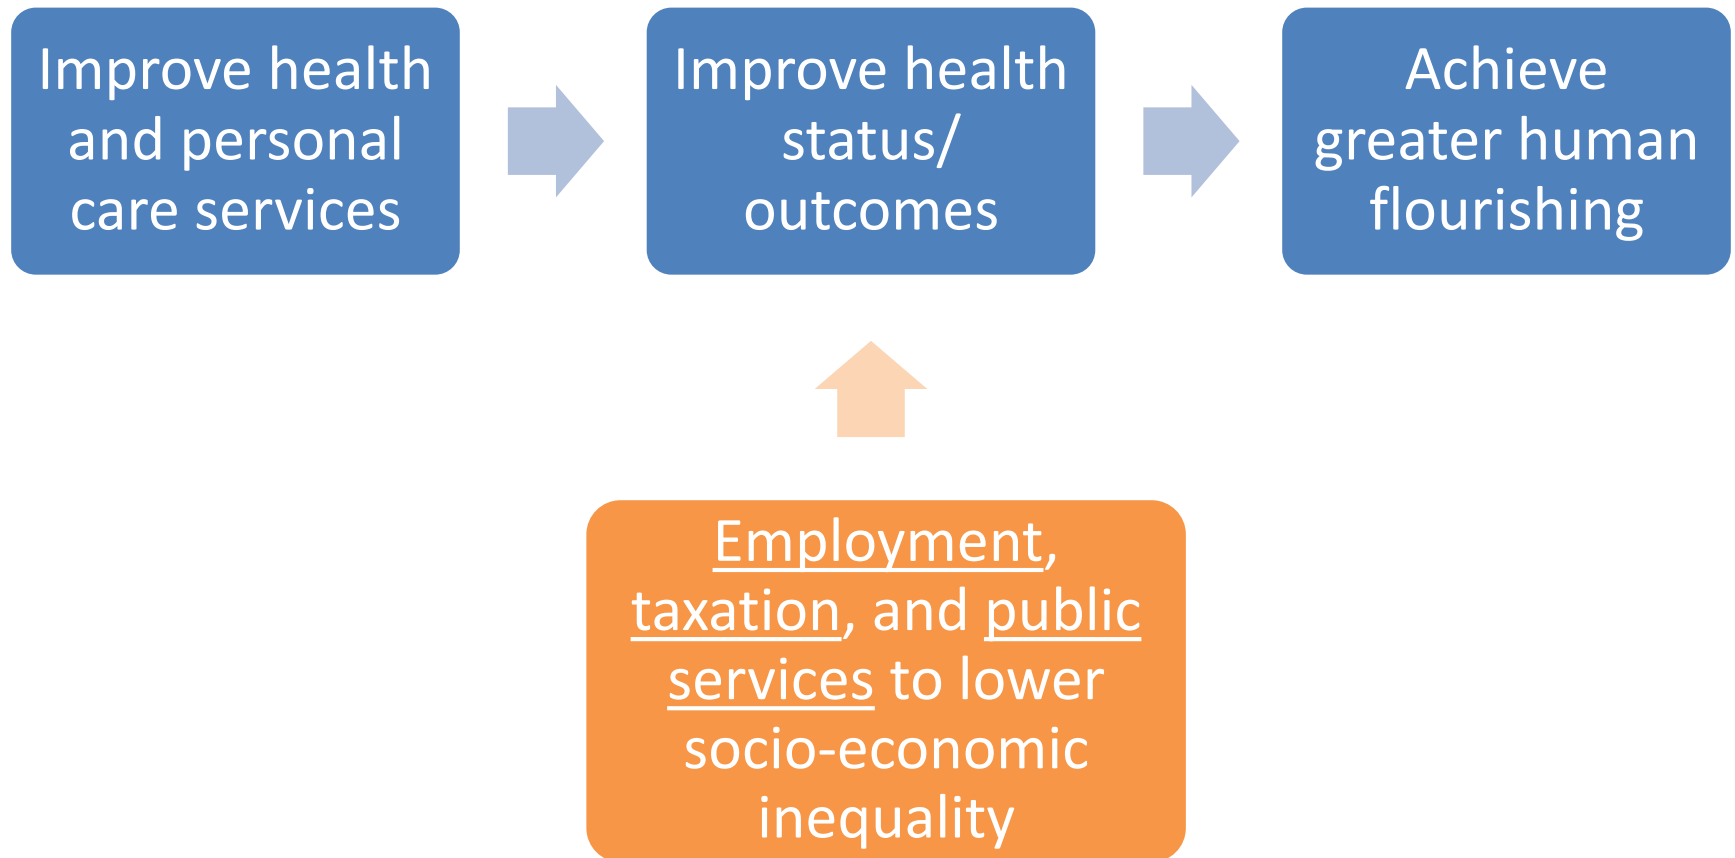 Improve health
and personal
care services
Improve health
status/
outcomes
Achieve
greater human
flourishing
Employment,
taxation, and public
services to lower
socio-economic
inequality